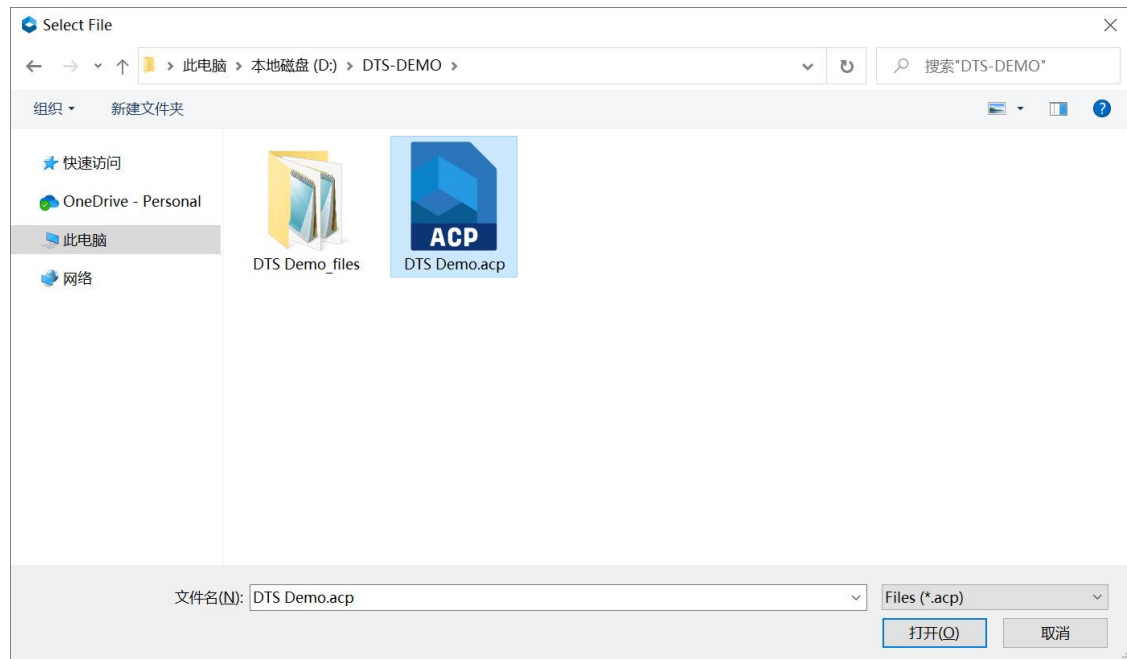 Select File
此电脑 本地磁盘 (D:) DTS-DEMO
搜索"DTS-DEMO"
组织 新建文件夹
快速访问
OneDrive - Personal
此电脑
网络
ACP
DTS Demo_files
DTS Demo.acp
文件名(N): DTS Demo.acp
Files (*.acp)
打开(O) 取消